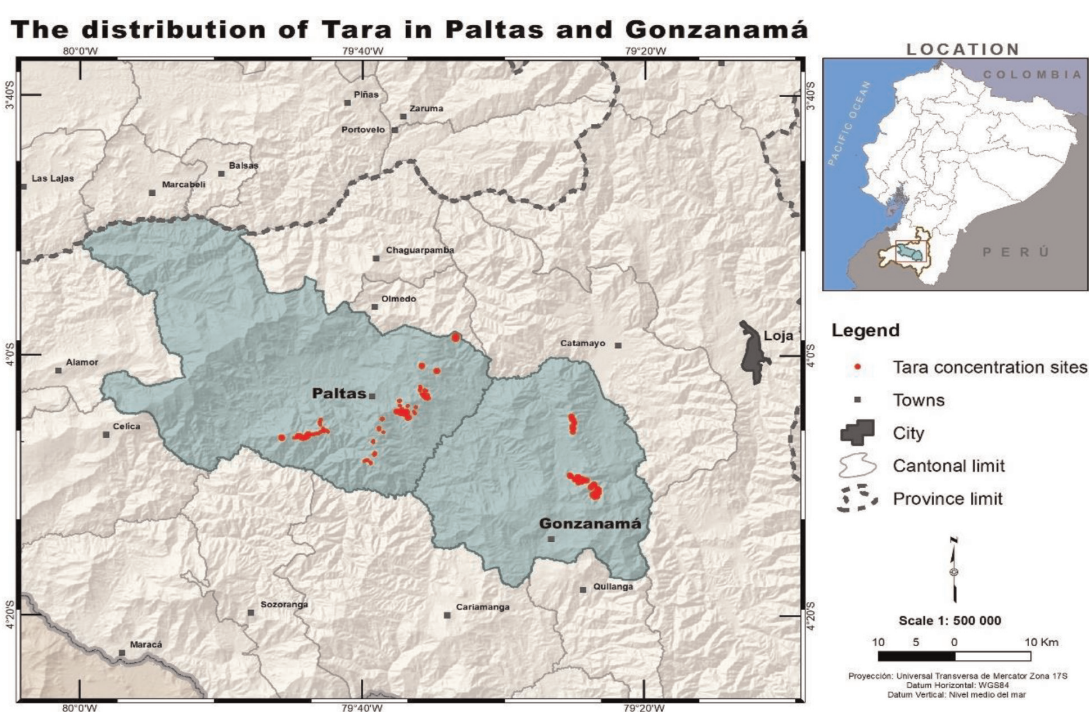 The distribution of Tara in Paltas and Gonzanamá
80°0'W
79°40'W
79°20'W
3°40'S
3°40'S
Piñas
Zaruma
Portovelo
Balsas
Las Lajas
Marcabelí
Chaguarpamba
Olmedo
4°0'S
4°0'S
Catamayo
Loja
Alamor
Paltas
Celica
Gonzanamá
Quilanga
Sozoranga
Cariamanga
4°20'S
4°20'S
Maracá
80°0'W
79°40'W
79°20'W
LOCATION
COLOMBIA
PACIFIC OCEAN
PERÚ
Legend
Tara concentration sites
Towns
City
Cantonal limit
Province limit
N
Scale 1: 500 000
10 5 0 10 Km
Proyección: Universal Transversa de Mercator Zona 17S
Datum Horizontal: WGS84
Datum Vertical: Nivel medio del mar